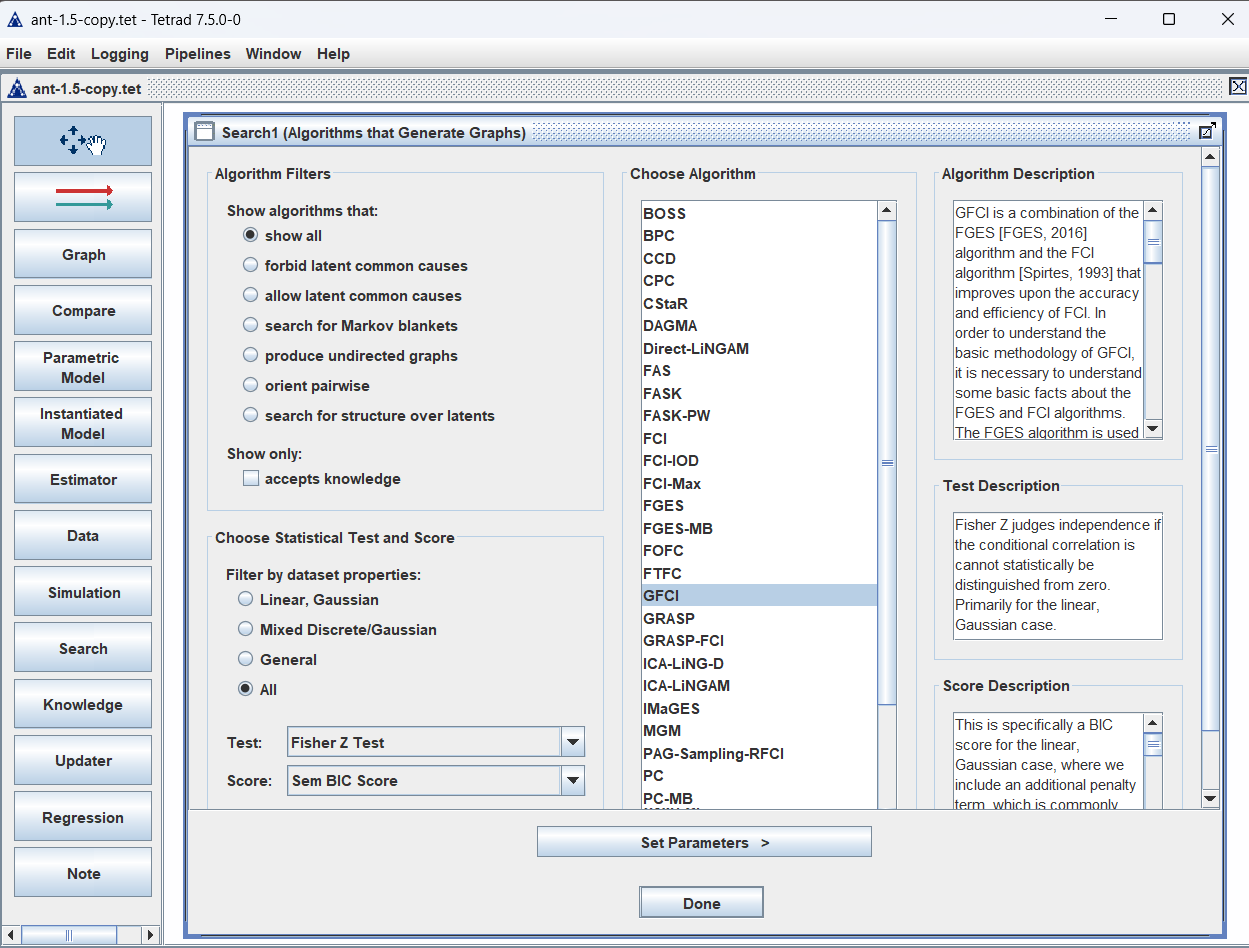 ant-1.5-copy.tet - Tetrad 7.5.0-0
File Edit Logging Pipelines Window Help
ant-1.5-copy.tet
Graph
Compare
Parametric
Model
Instantiated
Model
Estimator
Data
Simulation
Search
Knowledge
Updater
Regression
Note
Search1 (Algorithms that Generate Graphs)
Algorithm Filters
Show algorithms that:
show all
forbid latent common causes
allow latent common causes
search for Markov blankets
produce undirected graphs
orient pairwise
search for structure over latents
Show only:
accepts knowledge
Choose Statistical Test and Score
Filter by dataset properties:
Linear, Gaussian
Mixed Discrete/Gaussian
General
All
Test: Fisher Z Test
Score: Sem BIC Score
Choose Algorithm
BOSS
BPC
CCD
CPC
CStaR
DAGMA
Direct-LiNGAM
FAS
FASK
FASK-PW
FCI
FCI-IOD
FCI-Max
FGES
FGES-MB
FOFC
FTFC
GFCI
GRASP
GRASP-FCI
ICA-LiNG-D
ICA-LiNGAM
IMaGES
MGM
PAG-Sampling-RFCI
PC
PC-MB
Algorithm Description
GFCI is a combination of the
FGES [FGES, 2016]
algorithm and the FCI
algorithm [Spirtes, 1993] that
improves upon the accuracy
and efficiency of FCI. In
order to understand the
basic methodology of GFCI,
it is necessary to understand
some basic facts about the
FGES and FCI algorithms.
The FGES algorithm is used
Test Description
Fisher Z judges independence if
the conditional correlation is
cannot statistically be
distinguished from zero.
Primarily for the linear,
Gaussian case.
Score Description
This is specifically a BIC
score for the linear,
Gaussian case, where we
include an additional penalty
term, which is commonly
Set Parameters >
Done